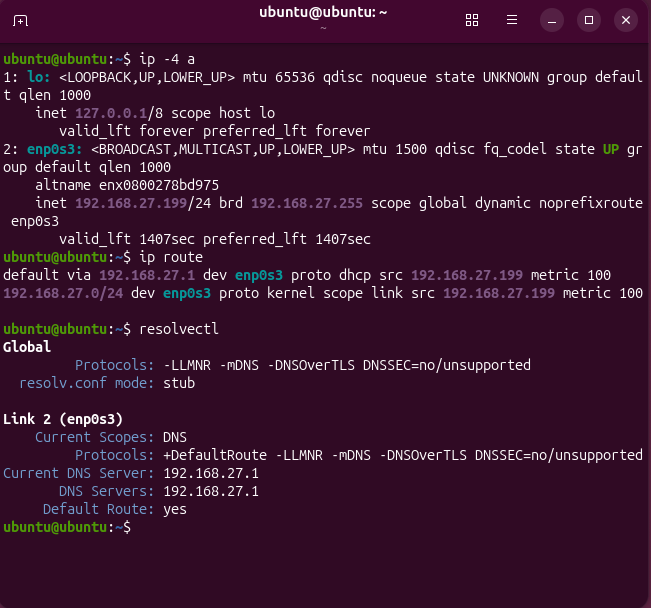 ubuntu@ubuntu: ~
~
ubuntu@ubuntu:~$ ip -4 a
1: lo: <LOOPBACK,UP,LOWER_UP> mtu 65536 qdisc noqueue state UNKNOWN group defaul
t qlen 1000
    inet 127.0.0.1/8 scope host lo
       valid_lft forever preferred_lft forever
2: enp0s3: <BROADCAST,MULTICAST,UP,LOWER_UP> mtu 1500 qdisc fq_codel state UP gr
oup default qlen 1000
    altname enx0800278bd975
    inet 192.168.27.199/24 brd 192.168.27.255 scope global dynamic noprefixroute
 enp0s3
       valid_lft 1407sec preferred_lft 1407sec
ubuntu@ubuntu:~$ ip route
default via 192.168.27.1 dev enp0s3 proto dhcp src 192.168.27.199 metric 100
192.168.27.0/24 dev enp0s3 proto kernel scope link src 192.168.27.199 metric 100
ubuntu@ubuntu:~$ resolvectl
Global
         Protocols: -LLMNR -mDNS -DNSOverTLS DNSSEC=no/unsupported
  resolv.conf mode: stub
Link 2 (enp0s3)
    Current Scopes: DNS
         Protocols: +DefaultRoute -LLMNR -mDNS -DNSOverTLS DNSSEC=no/unsupported
Current DNS Server: 192.168.27.1
       DNS Servers: 192.168.27.1
     Default Route: yes
ubuntu@ubuntu:~$